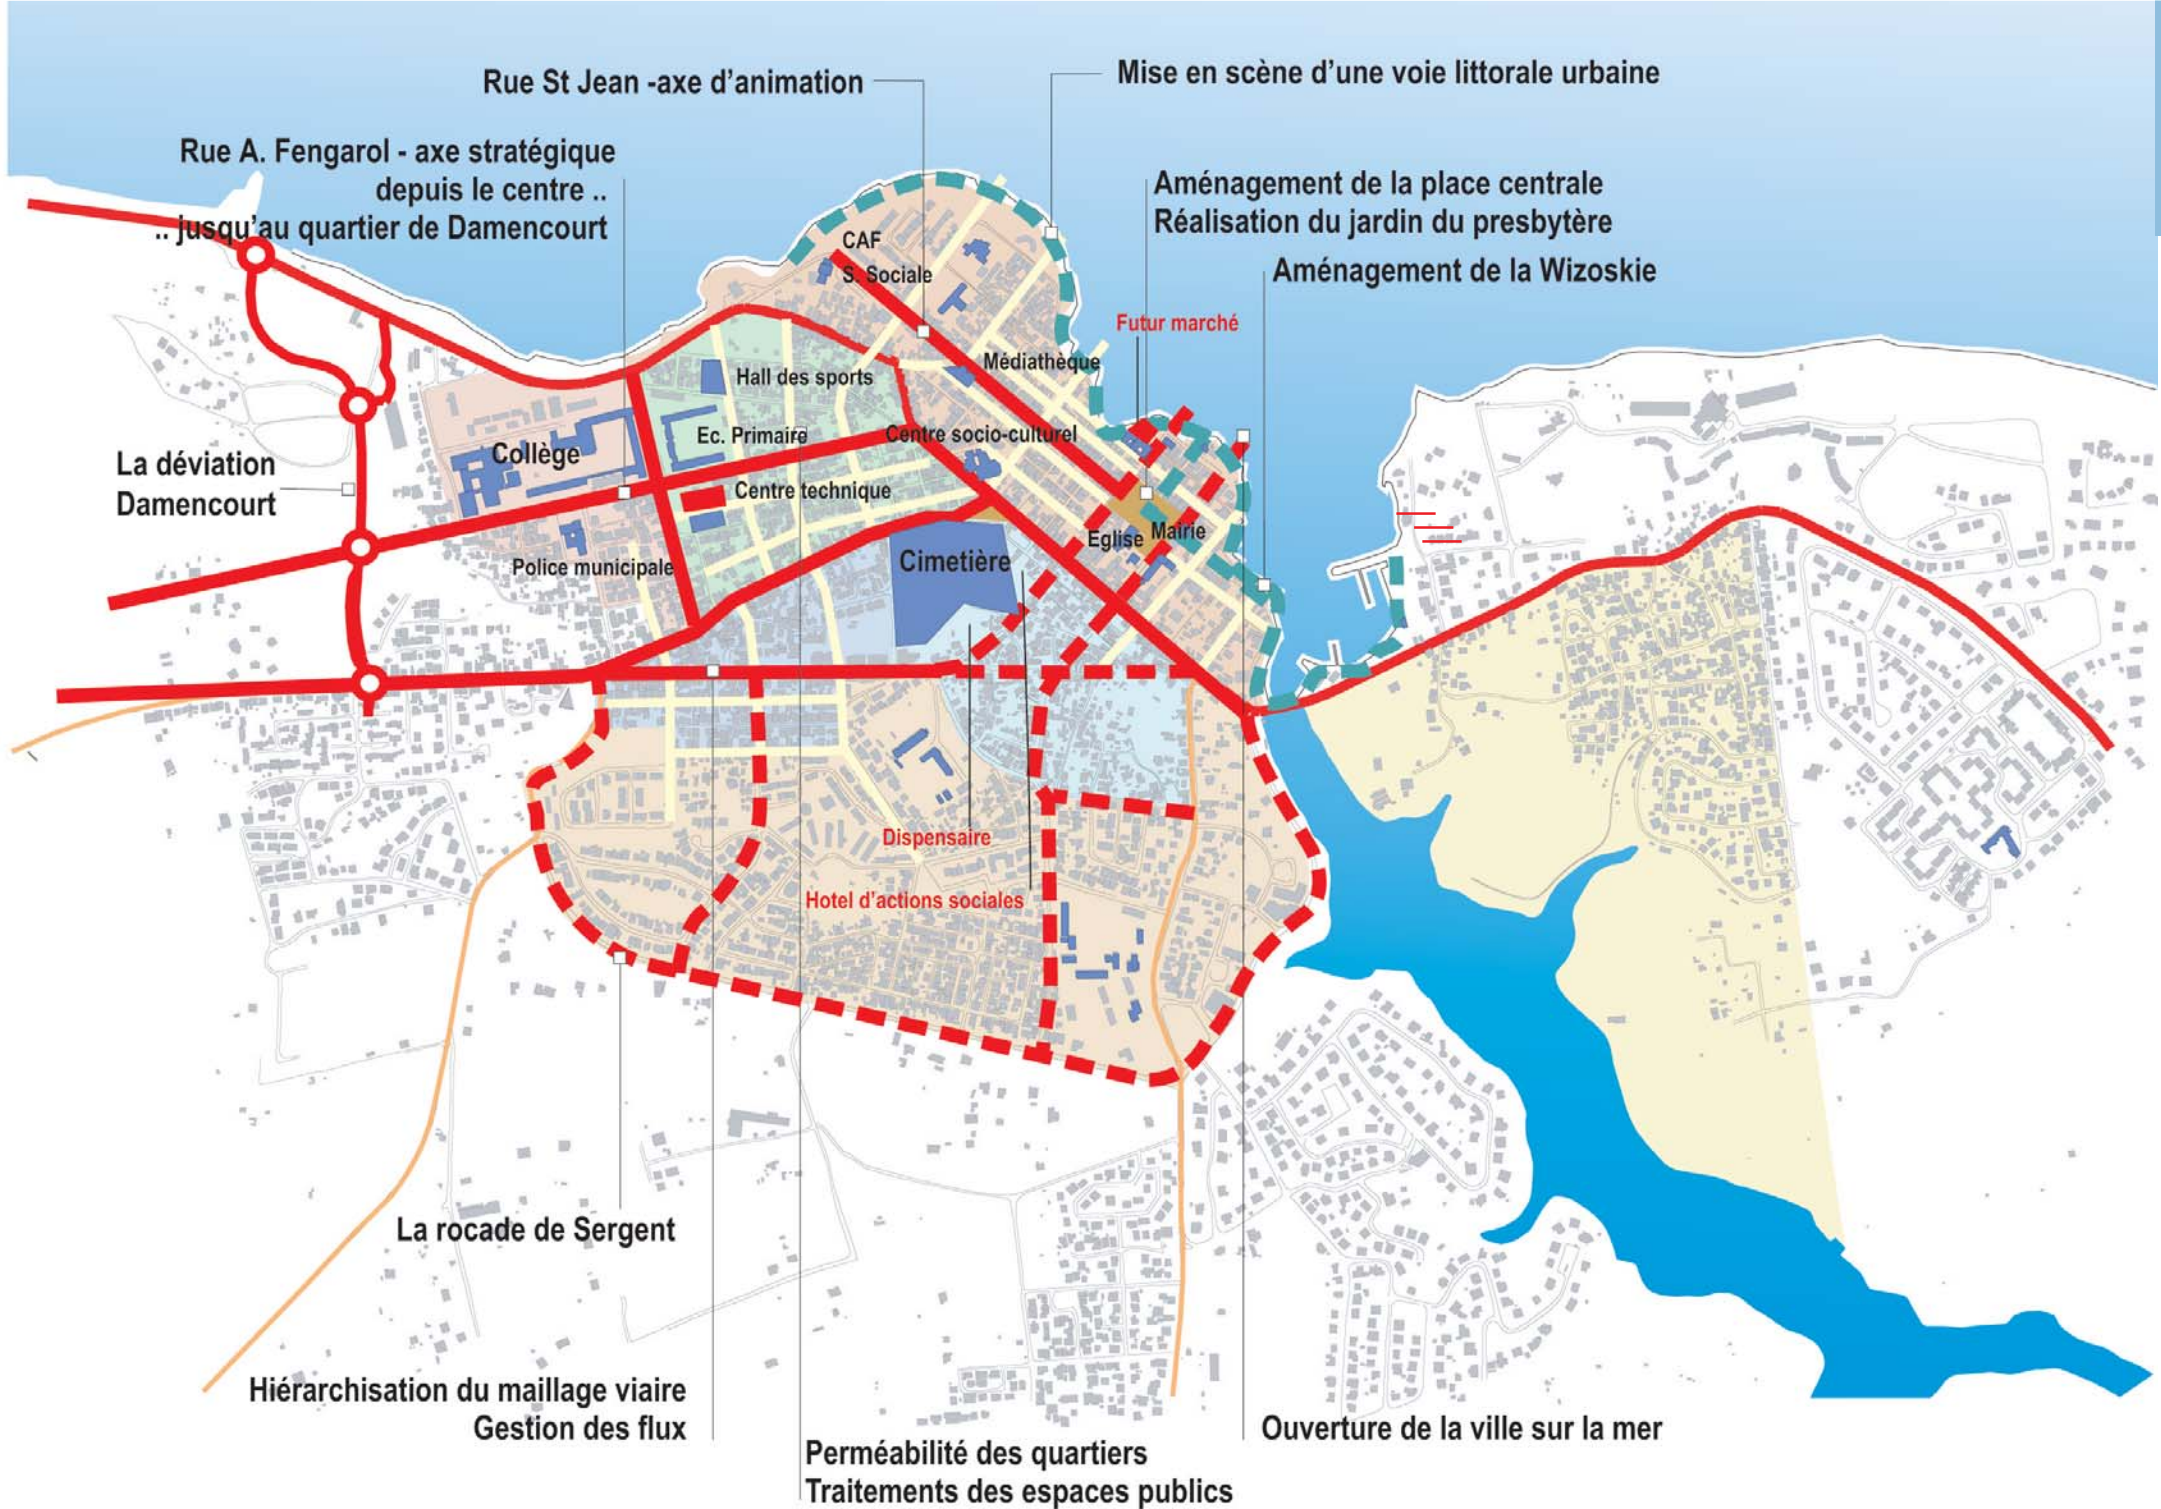 Rue St Jean -axe d’animation
Mise en scène d’une voie littorale urbaine
Rue A. Fengarol - axe stratégique
depuis le centre ..
.. jusqu’au quartier de Damencourt
Aménagement de la place centrale
Réalisation du jardin du presbytère
Aménagement de la Wizoskie
CAF
S. Sociale
Futur marché
Médiathèque
Hall des sports
Ec. Primaire
Centre socio-culturel
Collège
La déviation
Damencourt
Centre technique
Eglise
Mairie
Police municipale
Cimetière
Dispensaire
Hotel d’actions sociales
La rocade de Sergent
Hiérarchisation du maillage viaire
Gestion des flux
Ouverture de la ville sur la mer
Perméabilité des quartiers
Traitements des espaces publics